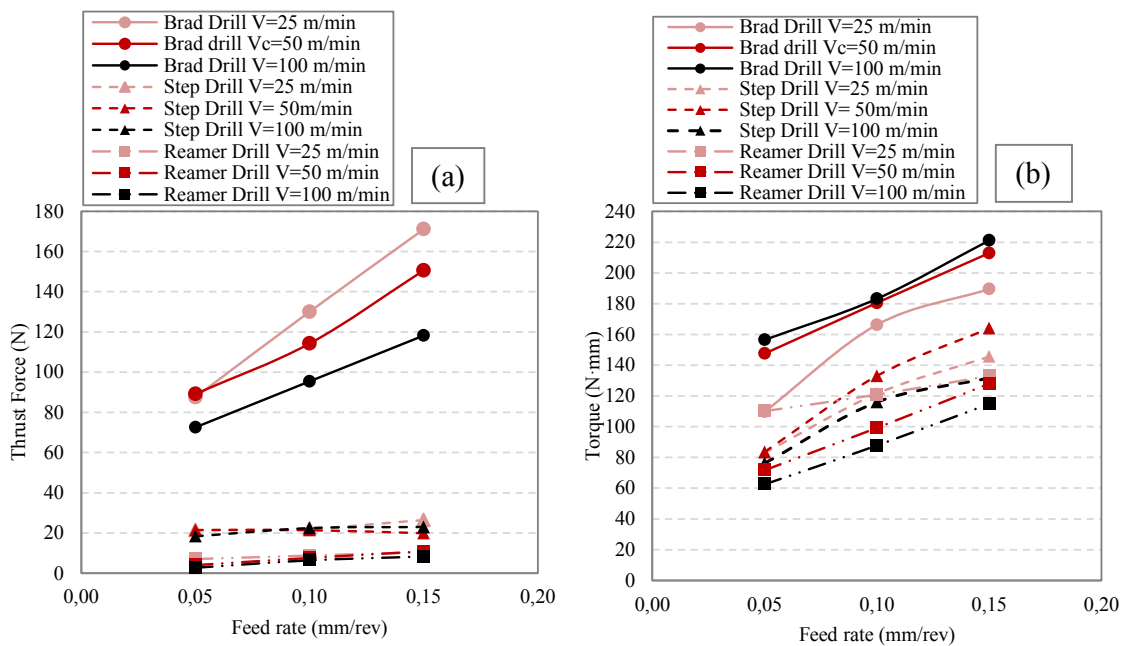 Brad Drill V=25 m/min
Brad drill Vc=50 m/min
Brad Drill V=100 m/min
Step Drill V=25 m/min
Step Drill V= 50m/min
Step Drill V=100 m/min
Reamer Drill V=25 m/min
Reamer Drill V=50 m/min
Reamer Drill V=100 m/min
(a)
180
160
140
120
100
80
60
40
20
0
Thrust Force (N)
0,00 0,05 0,10 0,15 0,20
Feed rate (mm/rev)
Brad Drill V=25 m/min
Brad drill Vc=50 m/min
Brad Drill V=100 m/min
Step Drill V=25 m/min
Step Drill V= 50m/min
Step Drill V=100 m/min
Reamer Drill V=25 m/min
Reamer Drill V=50 m/min
Reamer Drill V=100 m/min
(b)
240
220
200
180
160
140
120
100
80
60
40
20
0
Torque (N·mm)
0,00 0,05 0,10 0,15 0,20
Feed rate (mm/rev)